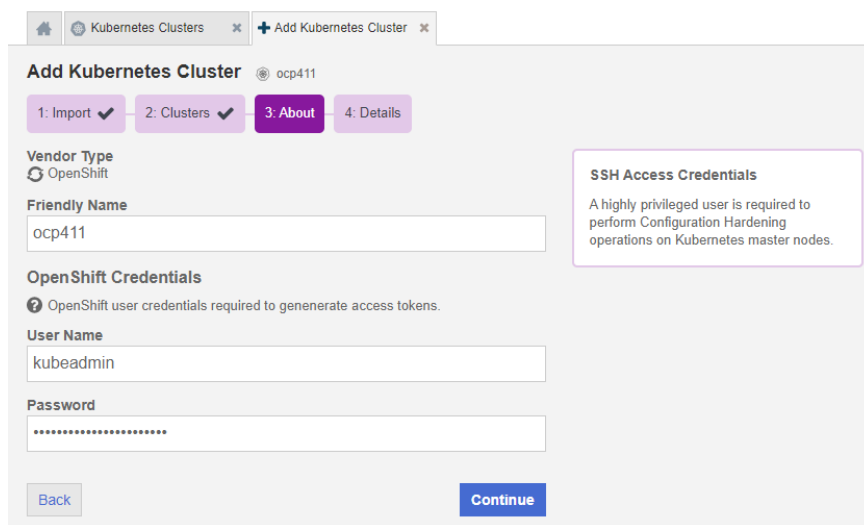 Kubernetes Clusters
Add Kubernetes Cluster
Add Kubernetes Cluster ocp411
1: Import
2: Clusters
3: About
4: Details
Vendor Type
OpenShift
Friendly Name
ocp411
OpenShift Credentials
OpenShift user credentials required to genenerate access tokens.
User Name
kubeadmin
Password
•••••••••••••••••••••••
Back
Continue
SSH Access Credentials
A highly privileged user is required to
perform Configuration Hardening
operations on Kubernetes master nodes.